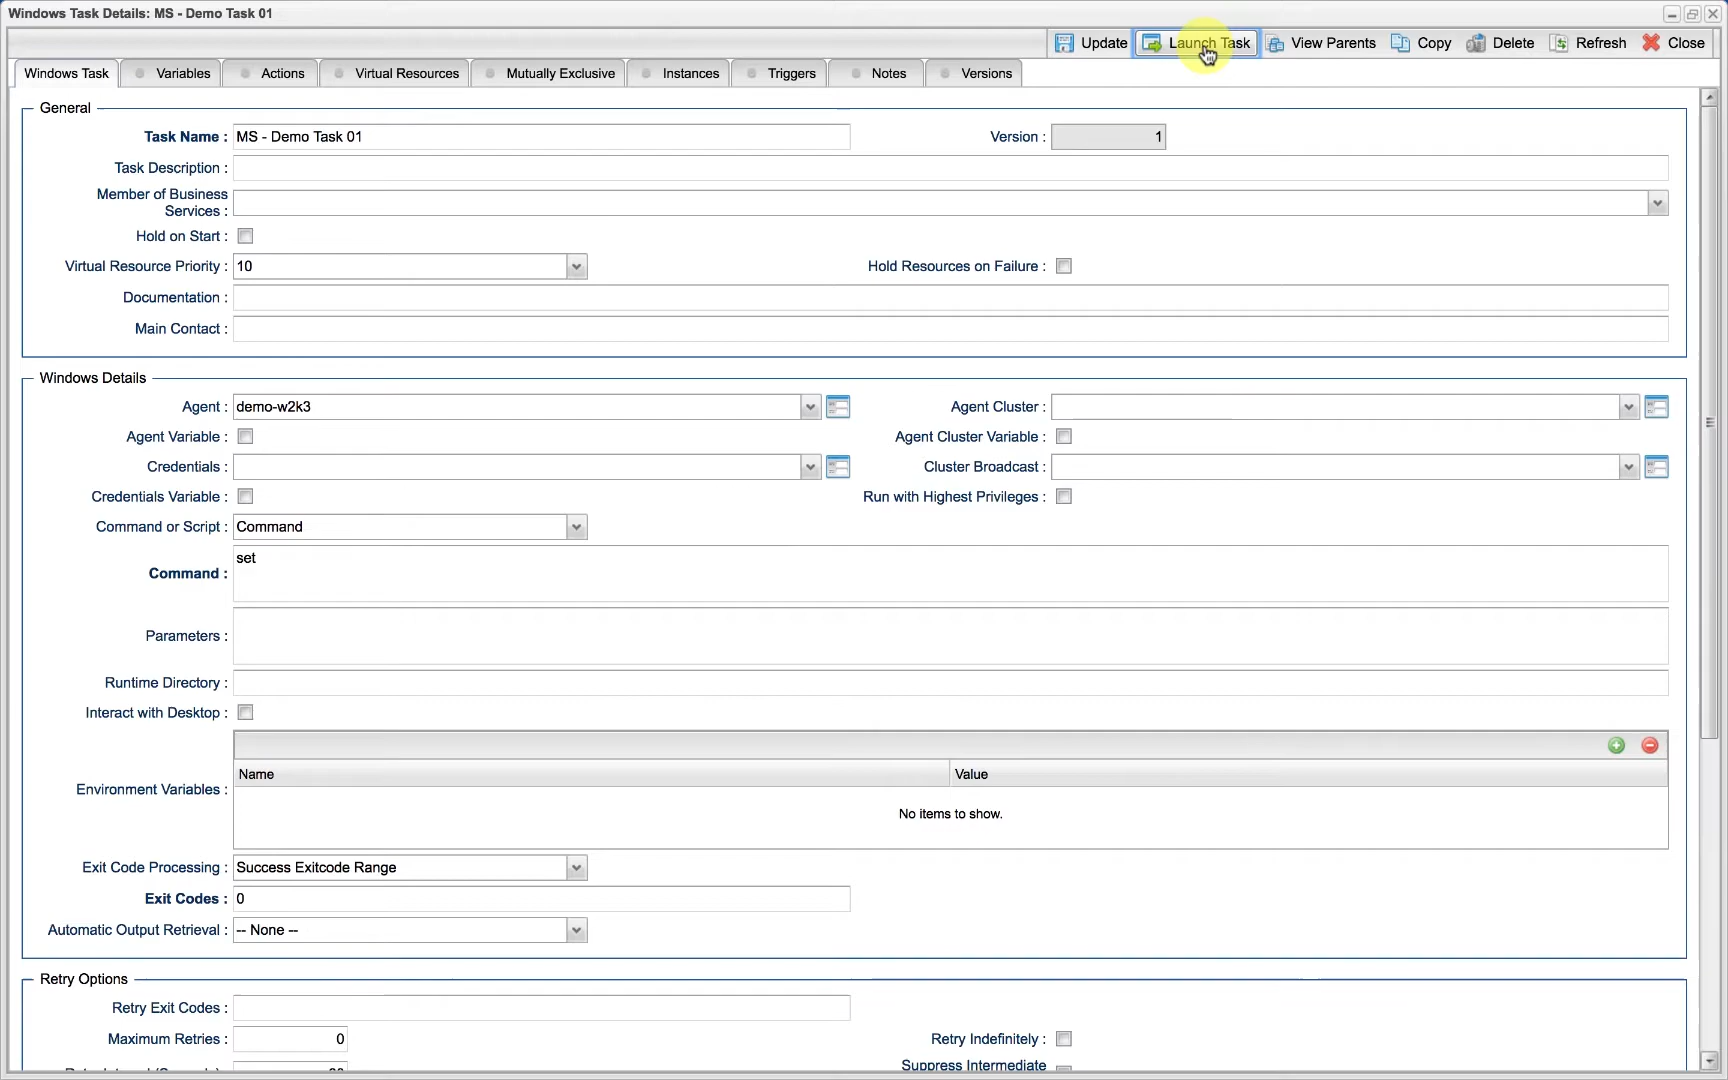 Windows Task Details: MS - Demo Task 01
Update Launch Task View Parents Copy Delete Refresh Close
Windows Task Variables Actions Virtual Resources Mutually Exclusive Instances Triggers Notes Versions
General
Task Name : MS - Demo Task 01 Version : 1
Task Description :
Member of Business
Services :
Hold on Start :
Virtual Resource Priority : 10 Hold Resources on Failure :
Documentation :
Main Contact :
Windows Details
Agent : demo-w2k3 Agent Cluster :
Agent Variable : Agent Cluster Variable :
Credentials : Cluster Broadcast :
Credentials Variable : Run with Highest Privileges :
Command or Script : Command
Command : set
Parameters :
Runtime Directory :
Interact with Desktop :
Name Value
Environment Variables :
No items to show.
Exit Code Processing : Success Exitcode Range
Exit Codes : 0
Automatic Output Retrieval : -- None --
Retry Options
Retry Exit Codes :
Maximum Retries : 0 Retry Indefinitely :
Suppress Intermediate